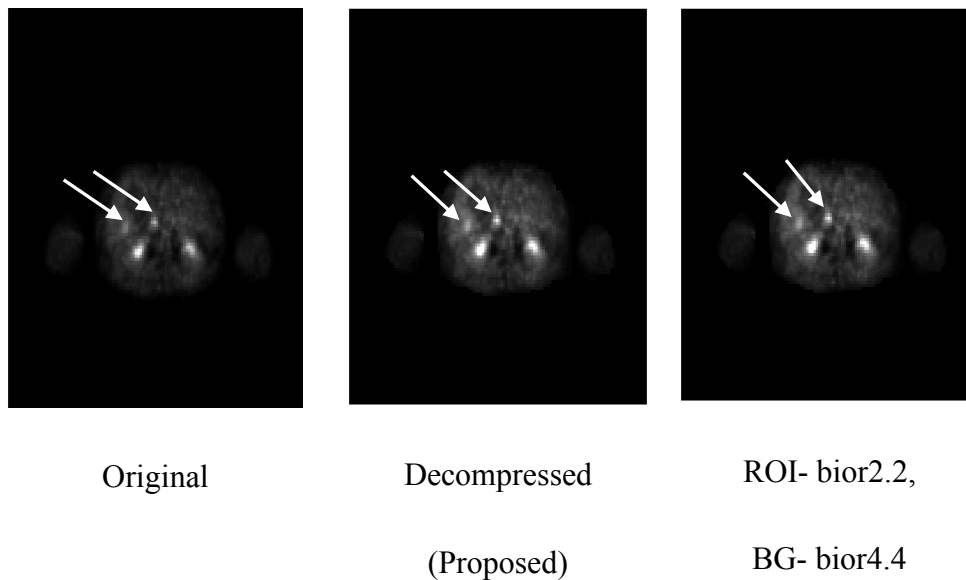 Original
Decompressed
(Proposed)
ROI- bior2.2,
BG- bior4.4